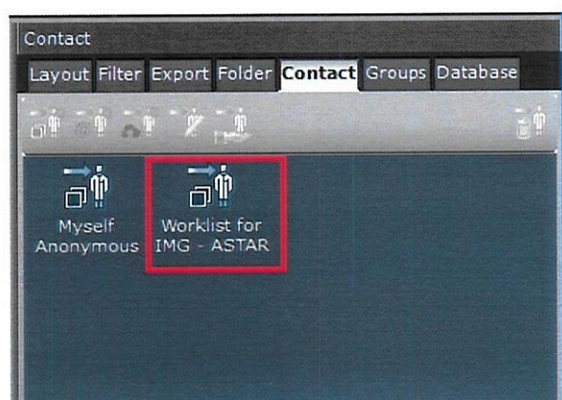 Contact
Layout Filter Export Folder Contact Groups Database
Myself
Anonymous
Worklist for
IMG - ASTAR